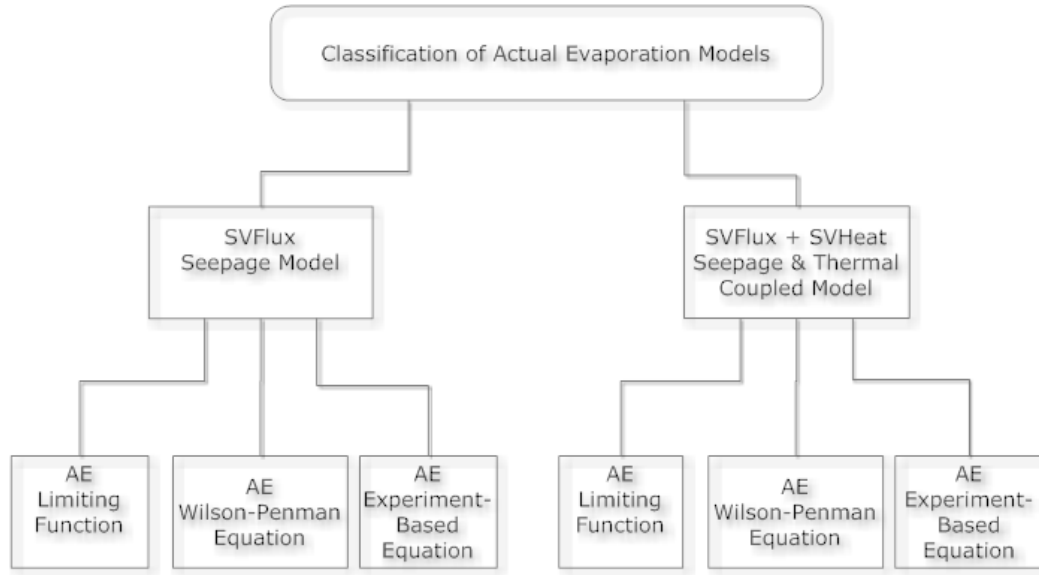 Classification of Actual Evaporation Models
SVFlux
Seepage Model
SVFlux + SVHeat
Seepage & Thermal
Coupled Model
AE
Limiting
Function
AE
Wilson-Penman
Equation
AE
Experiment-
Based
Equation
AE
Limiting
Function
AE
Wilson-Penman
Equation
AE
Experiment-
Based
Equation